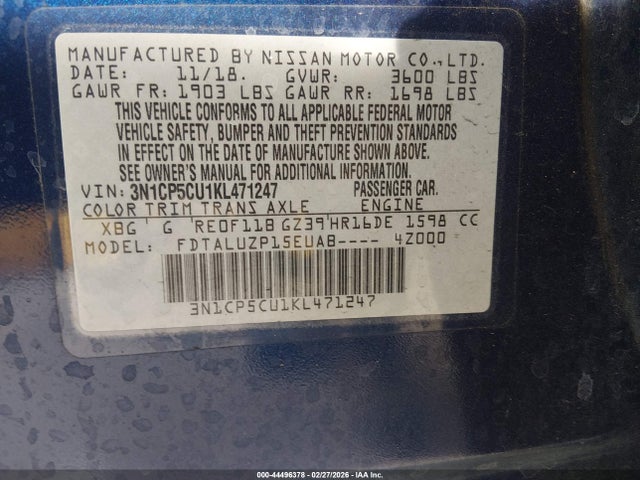 MANUFACTURED BY NISSAN MOTOR CO.,LTD.
DATE: 11/18. GVWR: 3600 LBS
GAWR FR: 1903 LBS GAWR RR: 1698 LBS
THIS VEHICLE CONFORMS TO ALL APPLICABLE FEDERAL MOTOR
VEHICLE SAFETY, BUMPER AND THEFT PREVENTION STANDARDS
IN EFFECT ON THE DATE OF MANUFACTURE SHOWN ABOVE.
SEE OWNER'S MANUAL FOR ADDITIONAL INFORMATION.
VIN: 3N1CP5CU1KL471247 PASSENGER CAR.
COLOR TRIM TRANS AXLE ENGINE
XBG G RE0F11B GZ39 HR16DE 1598 CC
MODEL: FDTALUZP15EUAB---- 4Z000
3N1CP5CU1KL471247
000-44496378 | 02/27/2026 | IAA Inc.